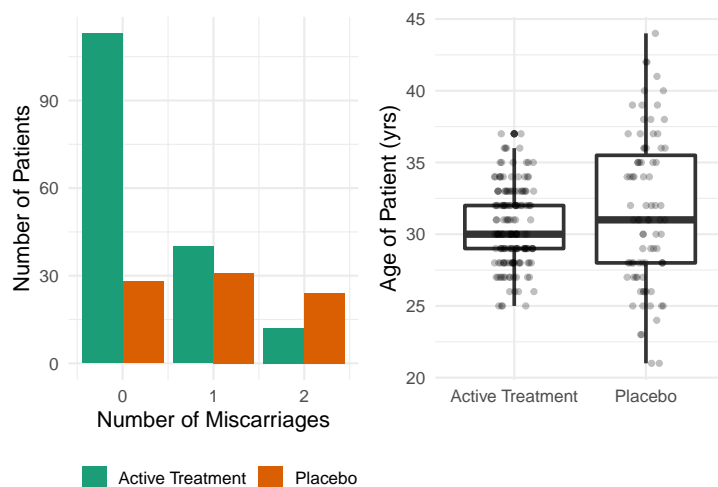 Number of Patients
90
60
30
0
0 1 2
Number of Miscarriages
Active Treatment Placebo
Age of Patient (yrs)
45
40
35
30
25
20
Active Treatment Placebo